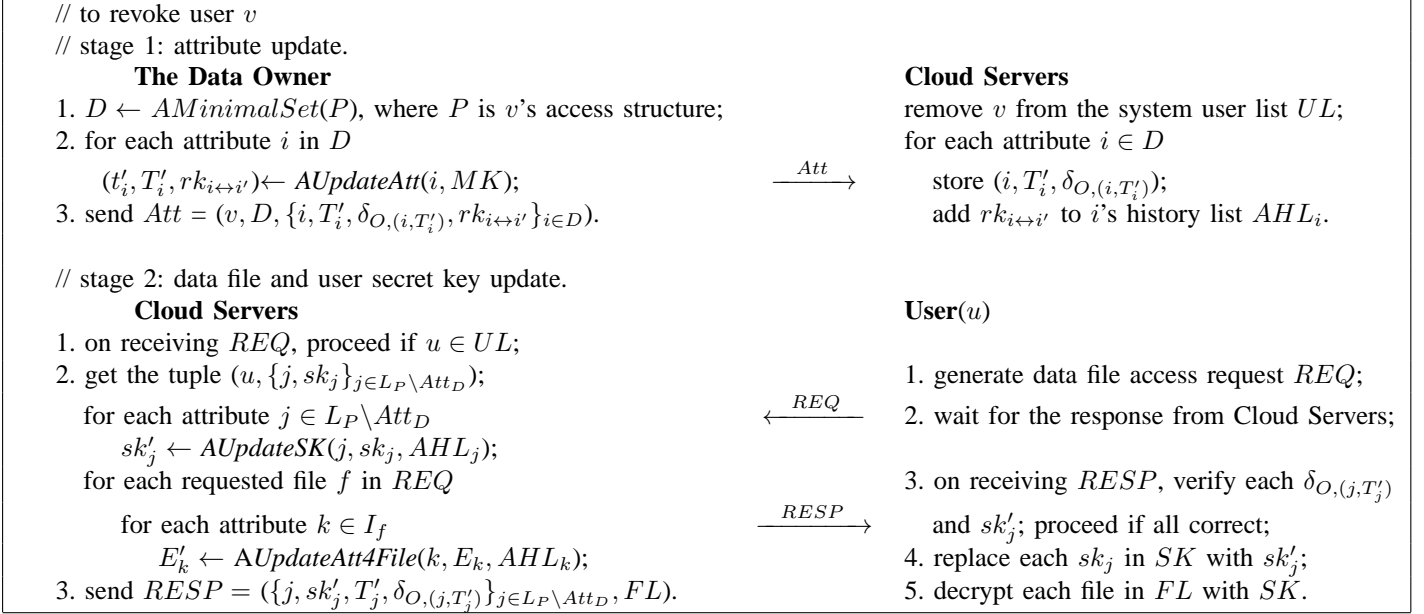 // to revoke user v
// stage 1: attribute update.
The Data Owner Cloud Servers
1. D ← AMinimalSet(P), where P is v's access structure; remove v from the system user list UL;
2. for each attribute i in D for each attribute i ∈ D
(t′_i, T′_i, rk_{i↔i′})← AUpdateAtt(i, MK); Att → store (i, T′_i, δ_{O,(i,T′_i)});
3. send Att = (v, D, {i, T′_i, δ_{O,(i,T′_i)}, rk_{i↔i′}}_{i∈D}). add rk_{i↔i′} to i's history list AHL_i.
// stage 2: data file and user secret key update.
Cloud Servers User(u)
1. on receiving REQ, proceed if u ∈ UL;
2. get the tuple (u, {j, sk_j}_{j∈L_P\Att_D}); 1. generate data file access request REQ;
for each attribute j ∈ L_P\Att_D REQ ← 2. wait for the response from Cloud Servers;
sk′_j ← AUpdateSK(j, sk_j, AHL_j);
for each requested file f in REQ 3. on receiving RESP, verify each δ_{O,(j,T′_j)}
for each attribute k ∈ I_f RESP → and sk′_j; proceed if all correct;
E′_k ← AUpdateAtt4File(k, E_k, AHL_k); 4. replace each sk_j in SK with sk′_j;
3. send RESP = ({j, sk′_j, T′_j, δ_{O,(j,T′_j)}}_{j∈L_P\Att_D}, FL). 5. decrypt each file in FL with SK.